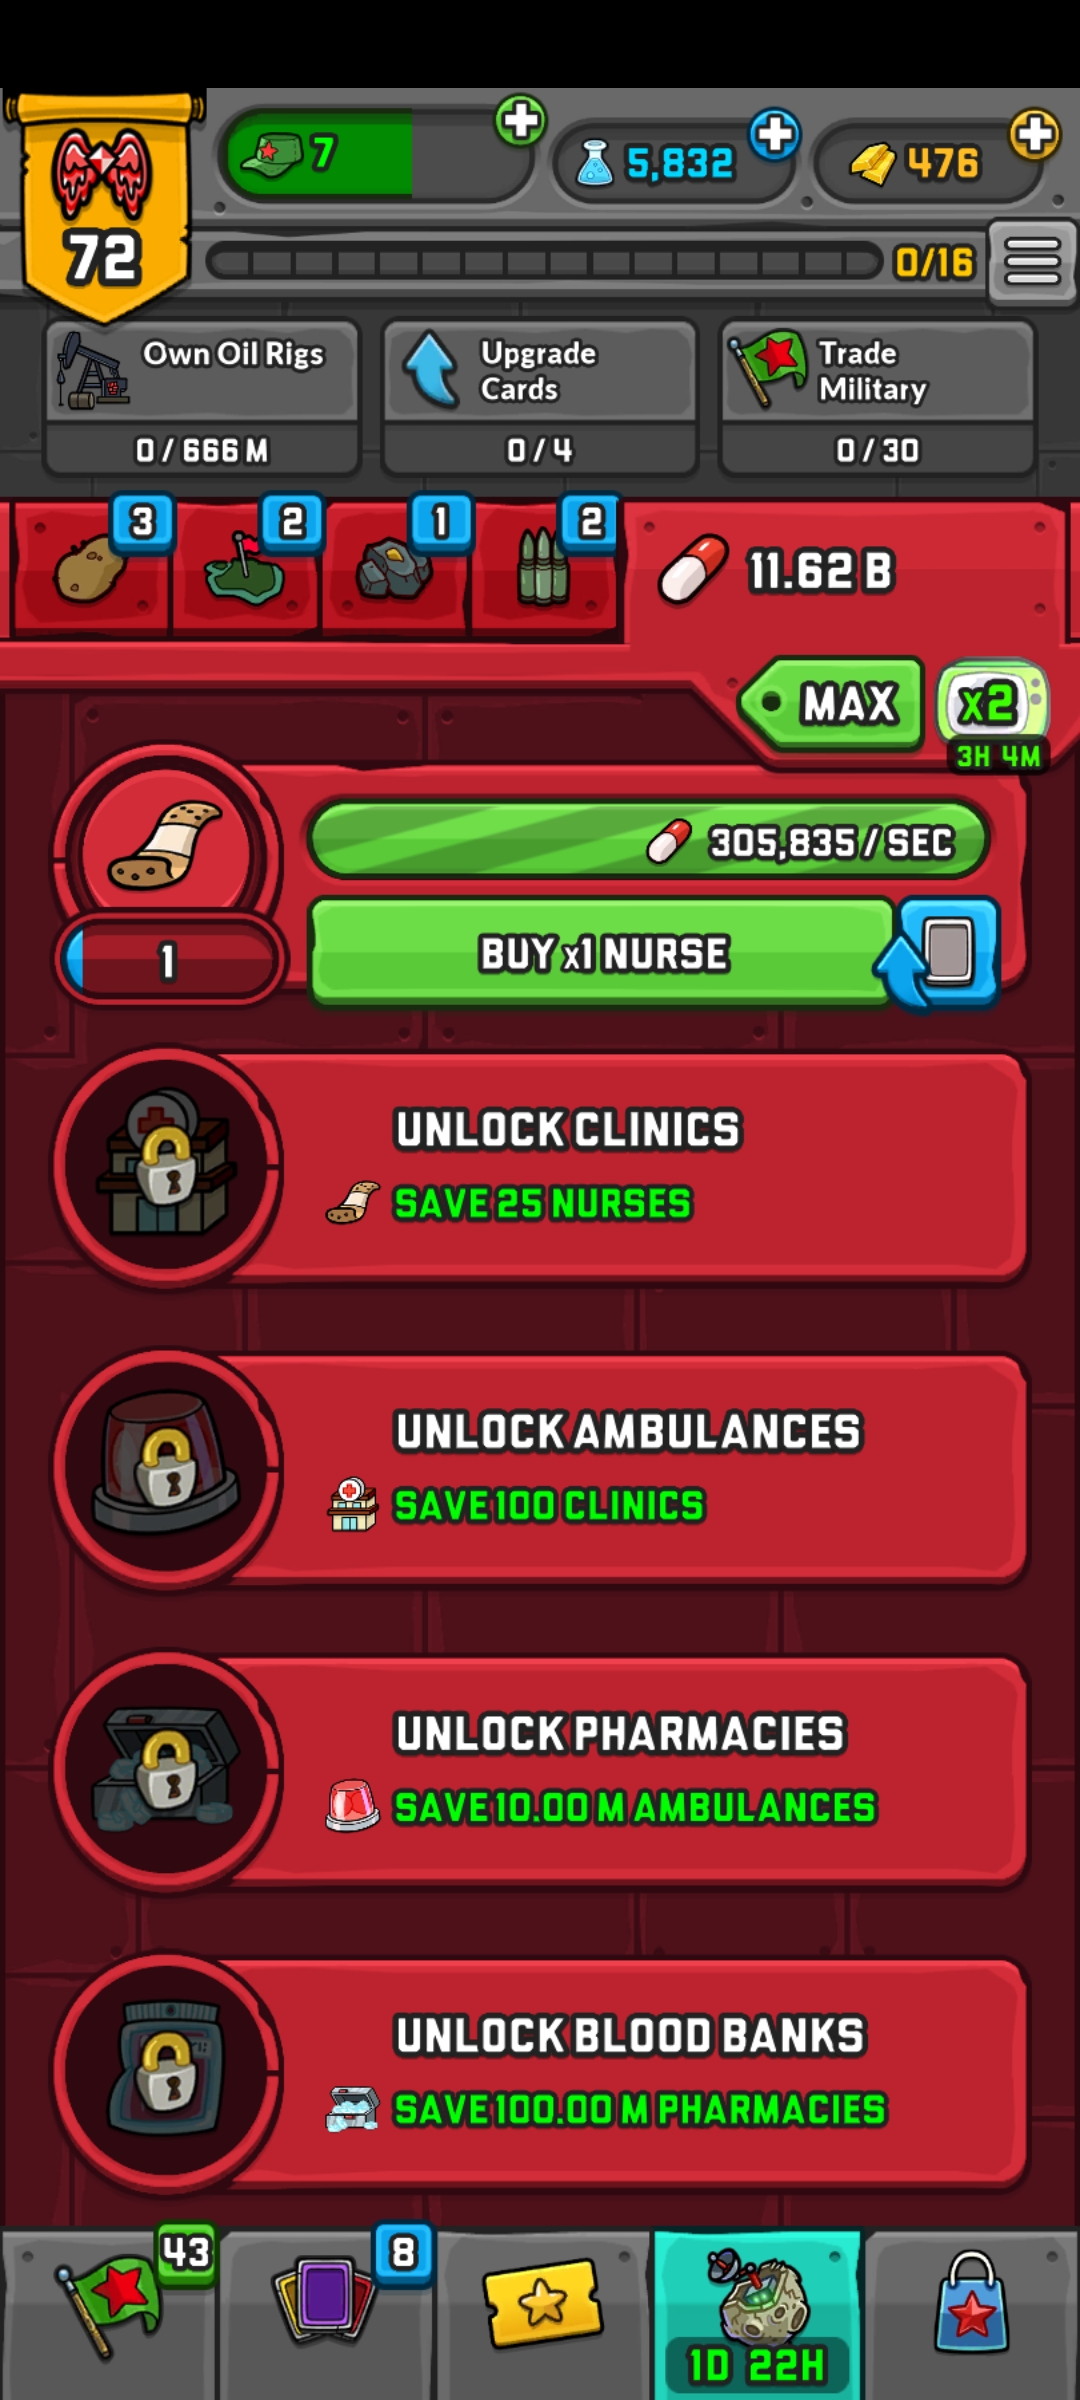 7
5,832
476
72
0/16
Own Oil Rigs
0 / 666 M
Upgrade
Cards
0 / 4
Trade
Military
0 / 30
3
2
1
2
11.62 B
MAX
x2
3H 4M
305,835 / SEC
1
BUY x1 NURSE
UNLOCK CLINICS
SAVE 25 NURSES
UNLOCK AMBULANCES
SAVE 100 CLINICS
UNLOCK PHARMACIES
SAVE 10.00 M AMBULANCES
UNLOCK BLOOD BANKS
SAVE 100.00 M PHARMACIES
43
8
1D 22H